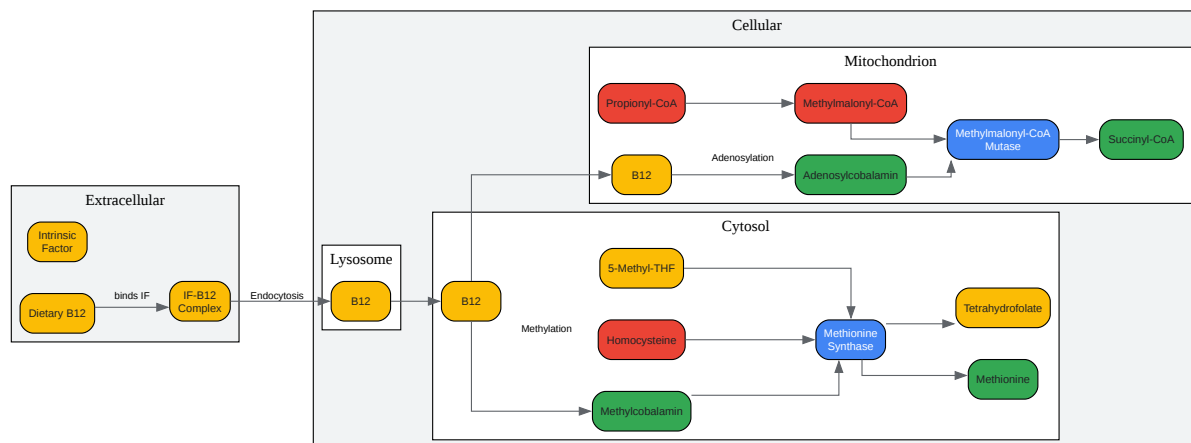 Cellular
Mitochondrion
Propionyl-CoA
Methylmalonyl-CoA
Methylmalonyl-CoA
Mutase
Succinyl-CoA
Adenosylation
B12
Adenosylcobalamin
Extracellular
Intrinsic
Factor
Dietary B12
binds IF
IF-B12
Complex
Endocytosis
Lysosome
B12
Cytosol
B12
Methylation
5-Methyl-THF
Homocysteine
Methylcobalamin
Methionine
Synthase
Tetrahydrofolate
Methionine